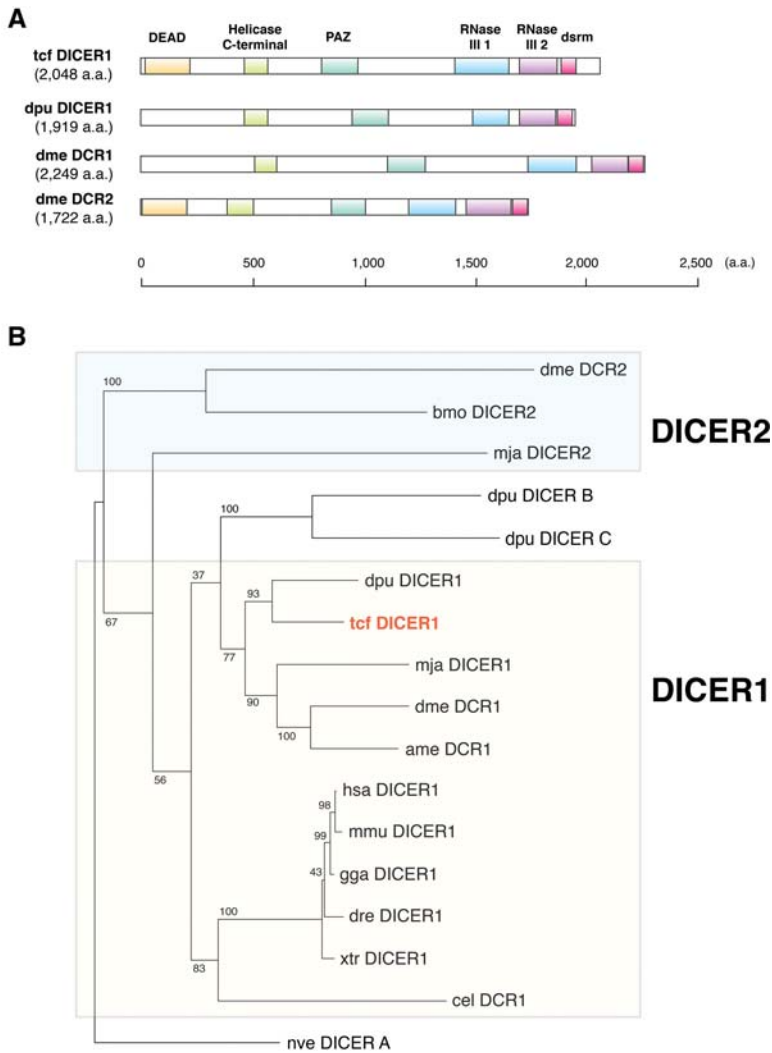 A
DEAD
Helicase
C-terminal
PAZ
RNase
III 1
RNase
III 2
dsrm
tcf DICER1
(2,048 a.a.)
dpu DICER1
(1,919 a.a.)
dme DCR1
(2,249 a.a.)
dme DCR2
(1,722 a.a.)
0 500 1,000 1,500 2,000 2,500 (a.a.)
B
dme DCR2
100
bmo DICER2
DICER2
mja DICER2
dpu DICER B
100
dpu DICER C
37
dpu DICER1
93
tcf DICER1
67
77
mja DICER1
90
DICER1
dme DCR1
100
ame DCR1
56
hsa DICER1
98
mmu DICER1
99
gga DICER1
43
dre DICER1
100
xtr DICER1
83
cel DCR1
nve DICER A